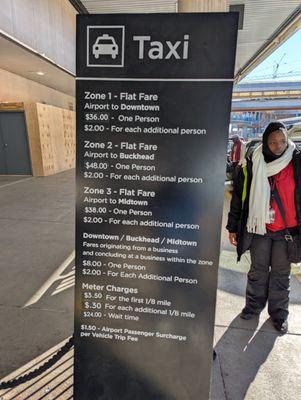 Taxi
Zone 1 - Flat Fare
Airport to Downtown
$36.00 - One Person
$2.00 - For each additional person
Zone 2 - Flat Fare
Airport to Buckhead
$48.00 - One Person
$2.00 - For each additional person
Zone 3 - Flat Fare
Airport to Midtown
$38.00 - One Person
$2.00 - For each additional person
Downtown / Buckhead / Midtown
Fares originating from a business
and concluding at a business within the zone
$8.00 - One Person
$2.00 - For Each Additional Person
Meter Charges
$3.50 For the first 1/8 mile
$.30 For each additional 1/8 mile
$24.00 - Wait time
$1.50 - Airport Passenger Surcharge
per Vehicle Trip Fee